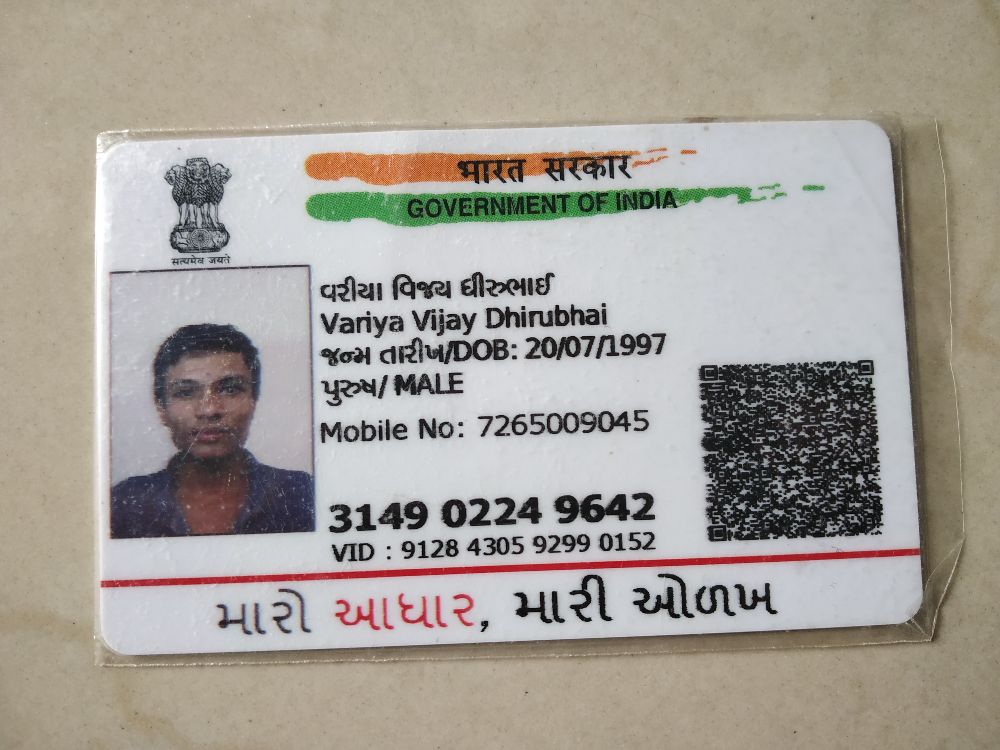 भारत सरकार
GOVERNMENT OF INDIA
सत्यमेव जयते
વરીયા વિજય ધીરુભાઈ
Variya Vijay Dhirubhai
જન્મ તારીખ/DOB: 20/07/1997
પુરુષ/ MALE
Mobile No: 7265009045
3149 0224 9642
VID : 9128 4305 9299 0152
મારો આધાર, મારી ઓળખ